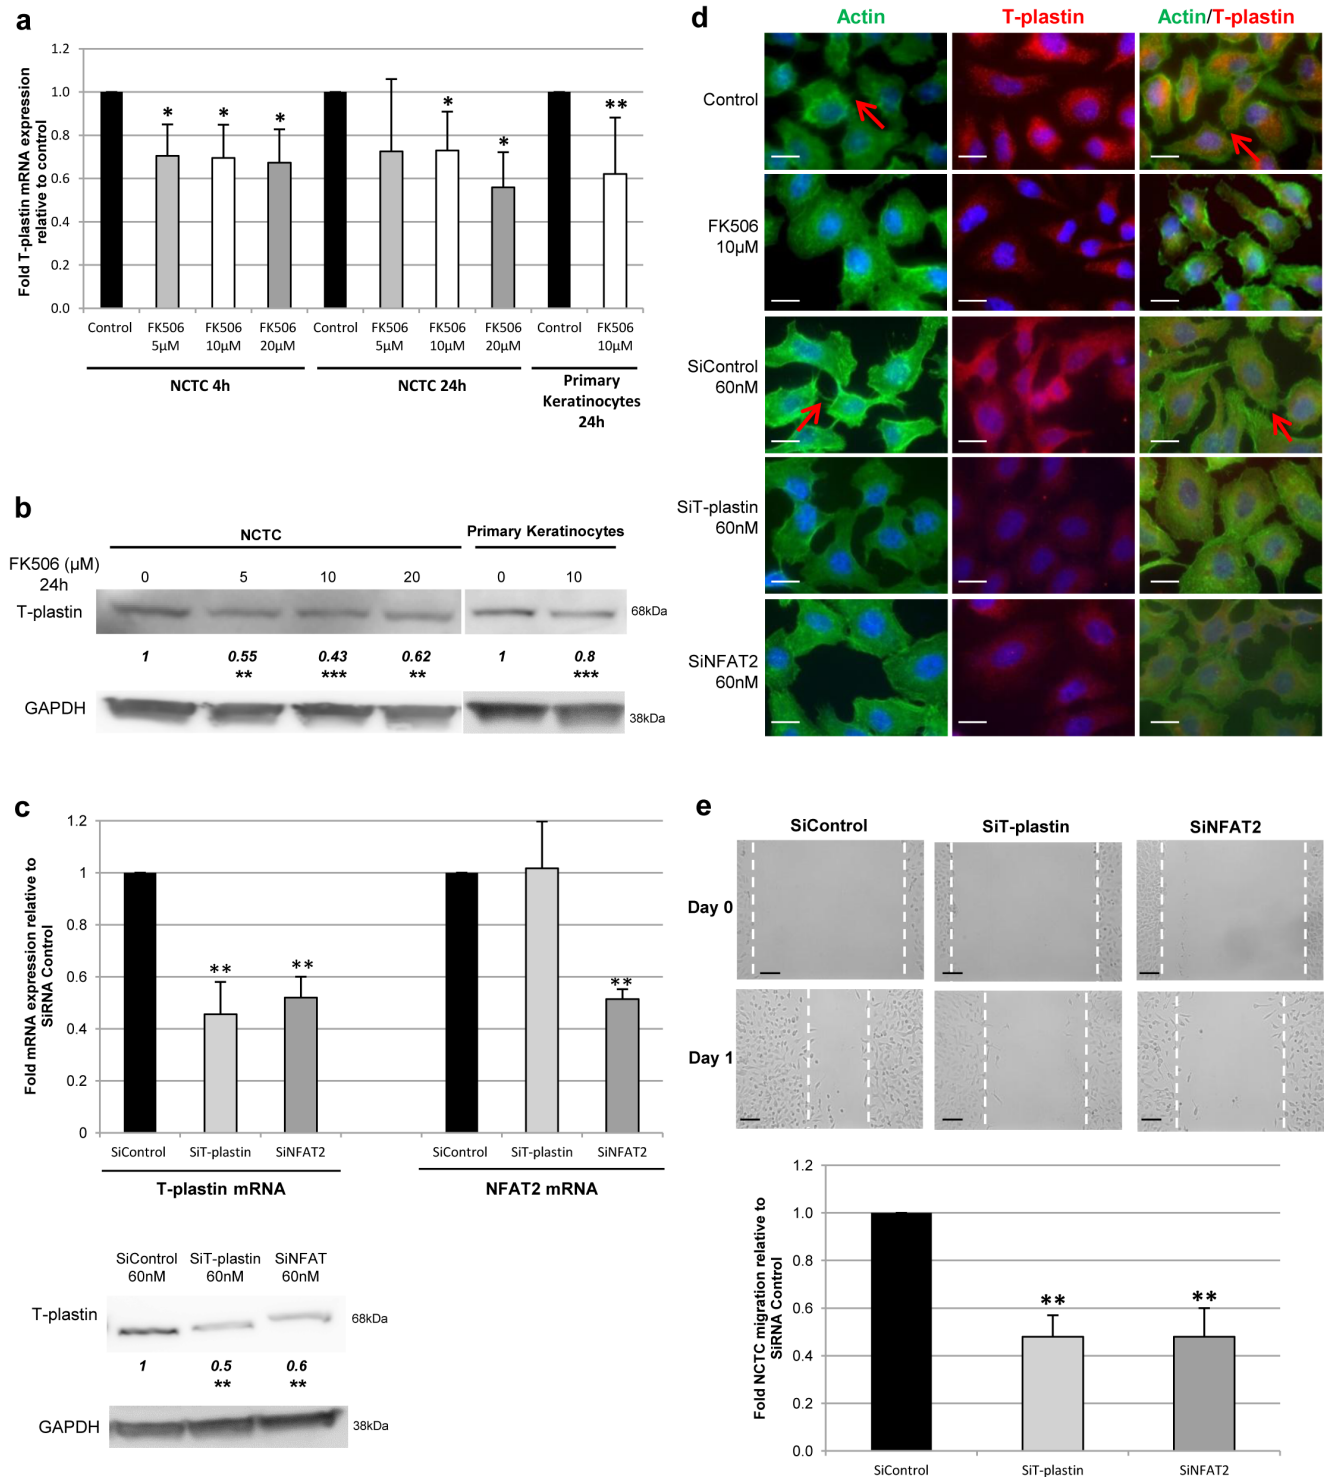 a
Fold T-plastin mRNA expression
relative to control
1.2
1.0
0.8
0.6
0.4
0.2
0.0
* * * * * **
Control FK506 FK506 FK506 Control FK506 FK506 FK506 Control FK506
5µM 10µM 20µM 5µM 10µM 20µM 10µM
NCTC 4h NCTC 24h Primary
Keratinocytes
24h
b
NCTC Primary Keratinocytes
FK506 (µM)
24h
0 5 10 20 0 10
T-plastin 68kDa
1 0.55 0.43 0.62 1 0.8
** *** ** ***
GAPDH 38kDa
c
Fold mRNA expression relative to
SiRNA Control
1.2
1
0.8
0.6
0.4
0.2
0
** ** **
SiControl SiT-plastin SiNFAT2 SiControl SiT-plastin SiNFAT2
T-plastin mRNA NFAT2 mRNA
SiControl SiT-plastin SiNFAT
60nM 60nM 60nM
T-plastin 68kDa
1 0.5 0.6
** **
GAPDH 38kDa
d
Actin T-plastin Actin/T-plastin
Control
FK506
10µM
SiControl
60nM
SiT-plastin
60nM
SiNFAT2
60nM
e
SiControl SiT-plastin SiNFAT2
Day 0
Day 1
Fold NCTC migration relative to
SiRNA Control
1.2
1.0
0.8
0.6
0.4
0.2
0.0
** **
SiControl SiT-plastin SiNFAT2